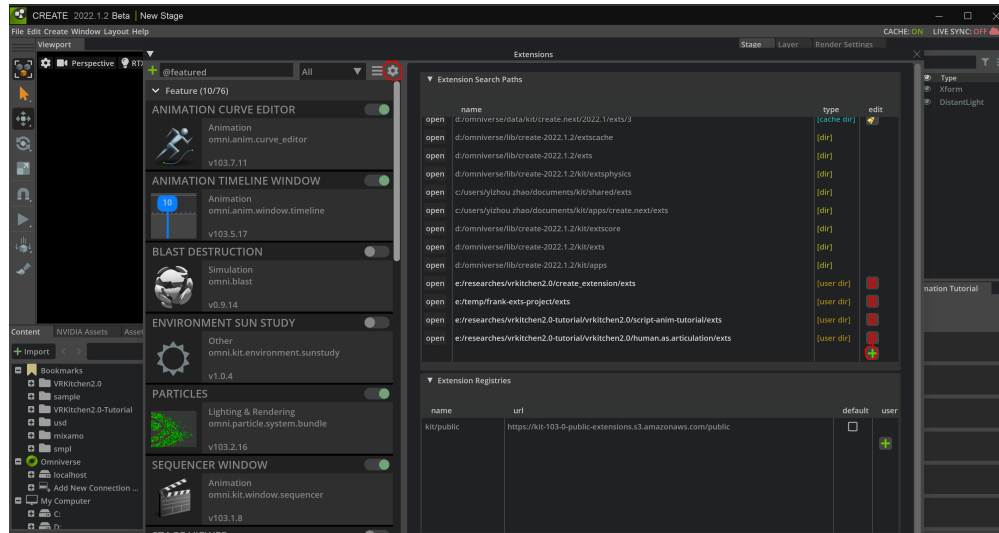 CREATE 2022.1.2 Beta | New Stage
File Edit Create Window Layout Help
CACHE: ON LIVE SYNC: OFF
Viewport
Stage Layer Render Settings
Perspective
Extensions
@featured
All
Type
Xform
DistantLight
Feature (10/76)
ANIMATION CURVE EDITOR
Animation
omni.anim.curve_editor
v103.7.11
ANIMATION TIMELINE WINDOW
10
Animation
omni.anim.window.timeline
v103.5.17
BLAST DESTRUCTION
Simulation
omni.blast
v0.9.14
ENVIRONMENT SUN STUDY
Other
omni.kit.environment.sunstudy
v1.0.4
PARTICLES
Lighting & Rendering
omni.particle.system.bundle
v103.2.16
SEQUENCER WINDOW
Animation
omni.kit.window.sequencer
v103.1.8
Extension Search Paths
name type edit
open d:/omniverse/data/kit/create.next/2022.1/exts/3 [cache dir]
open d:/omniverse/lib/create-2022.1.2/extscache [dir]
open d:/omniverse/lib/create-2022.1.2/exts [dir]
open d:/omniverse/lib/create-2022.1.2/kit/extsphysics [dir]
open c:/users/yizhou zhao/documents/kit/shared/exts [dir]
open c:/users/yizhou zhao/documents/kit/apps/create.next/exts [dir]
open d:/omniverse/lib/create-2022.1.2/kit/extscore [dir]
open d:/omniverse/lib/create-2022.1.2/kit/exts [dir]
open d:/omniverse/lib/create-2022.1.2/kit/apps [dir]
open e:/researches/vrkitchen2.0/create_extension/exts [user dir]
open e:/temp/frank-exts-project/exts [user dir]
open e:/researches/vrkitchen2.0-tutorial/vrkitchen2.0/script-anim-tutorial/exts [user dir]
open e:/researches/vrkitchen2.0-tutorial/vrkitchen2.0/human.as.articulation/exts [user dir]
Extension Registries
name url default user
kit/public https://kit-103-0-public-extensions.s3.amazonaws.com/public
mation Tutorial
Content NVIDIA Assets Asset
Import
Bookmarks
VRKitchen2.0
sample
VRKitchen2.0-Tutorial
usd
mixamo
smpl
Omniverse
localhost
Add New Connection ...
My Computer
C:
D: